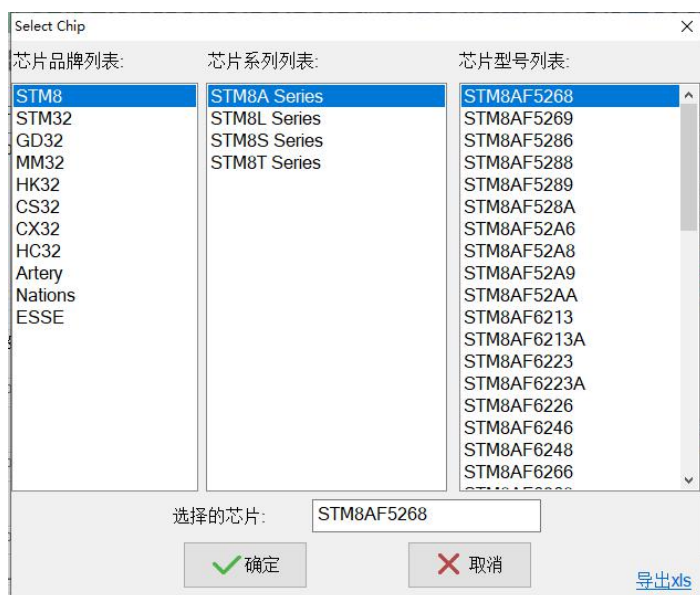 Select Chip
芯片品牌列表:
芯片系列列表:
芯片型号列表:
STM8
STM32
GD32
MM32
HK32
CS32
CX32
HC32
Artery
Nations
ESSE
STM8A Series
STM8L Series
STM8S Series
STM8T Series
STM8AF5268
STM8AF5269
STM8AF5286
STM8AF5288
STM8AF5289
STM8AF528A
STM8AF52A6
STM8AF52A8
STM8AF52A9
STM8AF52AA
STM8AF6213
STM8AF6213A
STM8AF6223
STM8AF6223A
STM8AF6226
STM8AF6246
STM8AF6248
STM8AF6266
选择的芯片:
STM8AF5268
确定
取消
导出xls